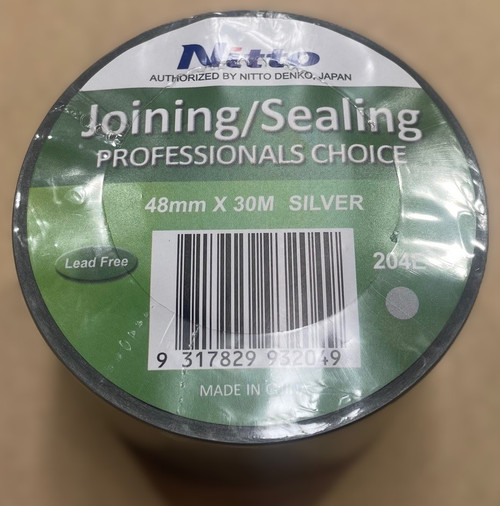 Nitto
AUTHORIZED BY NITTO DENKO, JAPAN
Joining/Sealing
PROFESSIONALS CHOICE
48mm X 30M SILVER
Lead Free
204E
9 317829 932049
MADE IN